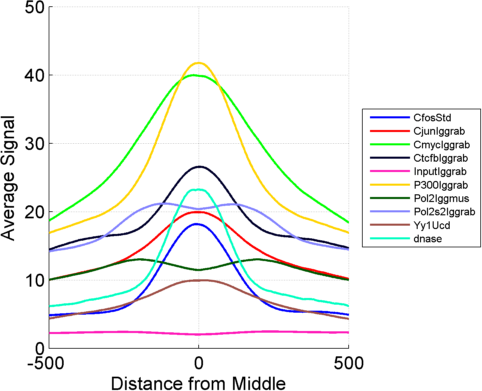 50
40
30
20
10
0
Average Signal
-500
0
500
Distance from Middle
CfosStd
CjunIggrab
CmycIggrab
CtcfbIggrab
InputIggrab
P300Iggrab
Pol2Iggmus
Pol2s2Iggrab
Yy1Ucd
dnase